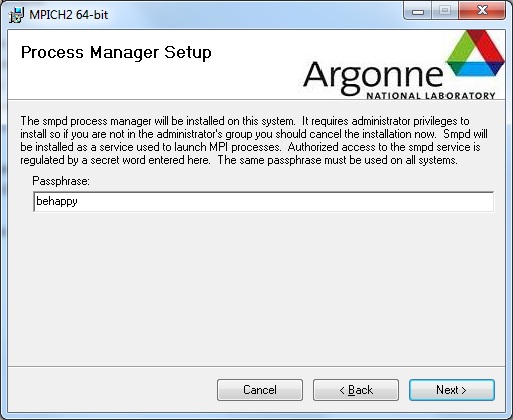 MPICH2 64-bit
Process Manager Setup
Argonne
NATIONAL LABORATORY
The smpd process manager will be installed on this system.  It requires administrator privileges to
install so if you are not in the administrator's group you should cancel the installation now.  Smpd will
be installed as a service used to launch MPI processes.  Authorized access to the smpd service is
regulated by a secret word entered here.  The same passphrase must be used on all systems.
Passphrase:
behappy
Cancel
< Back
Next >